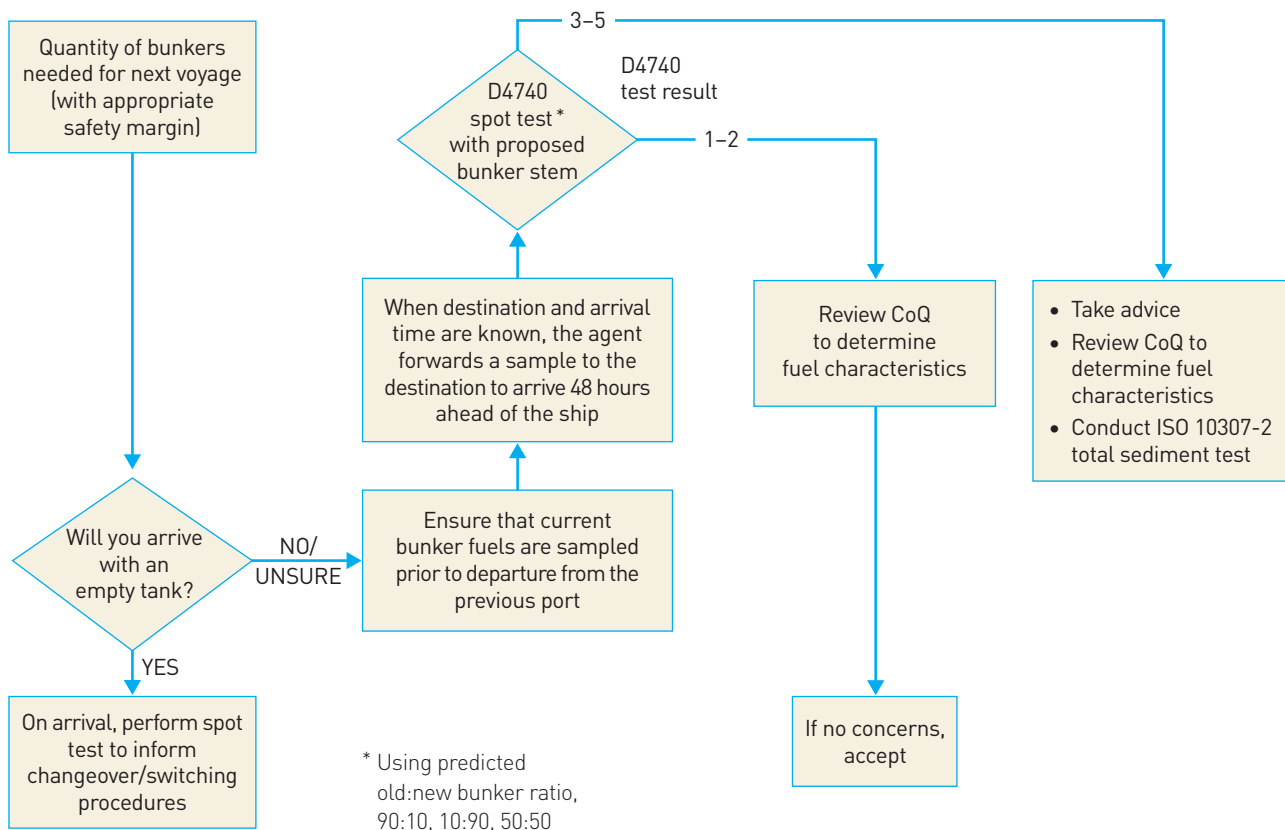 Quantity of bunkers
needed for next voyage
(with appropriate
safety margin)
Will you arrive
with an
empty tank?
YES
On arrival, perform spot
test to inform
changeover/switching
procedures
NO/
UNSURE
Ensure that current
bunker fuels are sampled
prior to departure from the
previous port
When destination and arrival
time are known, the agent
forwards a sample to the
destination to arrive 48 hours
ahead of the ship
D4740
spot test *
with proposed
bunker stem
D4740
test result
1–2
Review CoQ
to determine
fuel characteristics
If no concerns,
accept
3–5
• Take advice
• Review CoQ to
determine fuel
characteristics
• Conduct ISO 10307-2
total sediment test
* Using predicted
old:new bunker ratio,
90:10, 10:90, 50:50